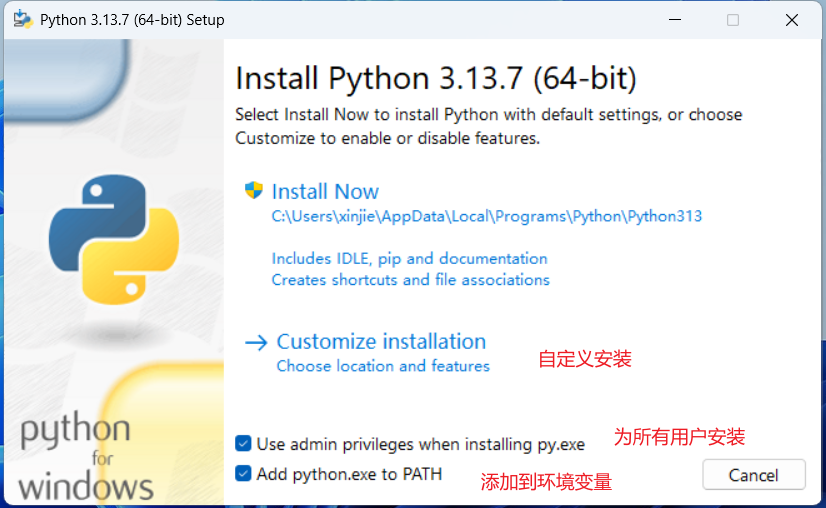 Python 3.13.7 (64-bit) Setup
Install Python 3.13.7 (64-bit)
Select Install Now to install Python with default settings, or choose
Customize to enable or disable features.
Install Now
C:\Users\xinjie\AppData\Local\Programs\Python\Python313
Includes IDLE, pip and documentation
Creates shortcuts and file associations
Customize installation
Choose location and features
自定义安装
Use admin privileges when installing py.exe
为所有用户安装
Add python.exe to PATH
添加到环境变量
Cancel
python
for
windows